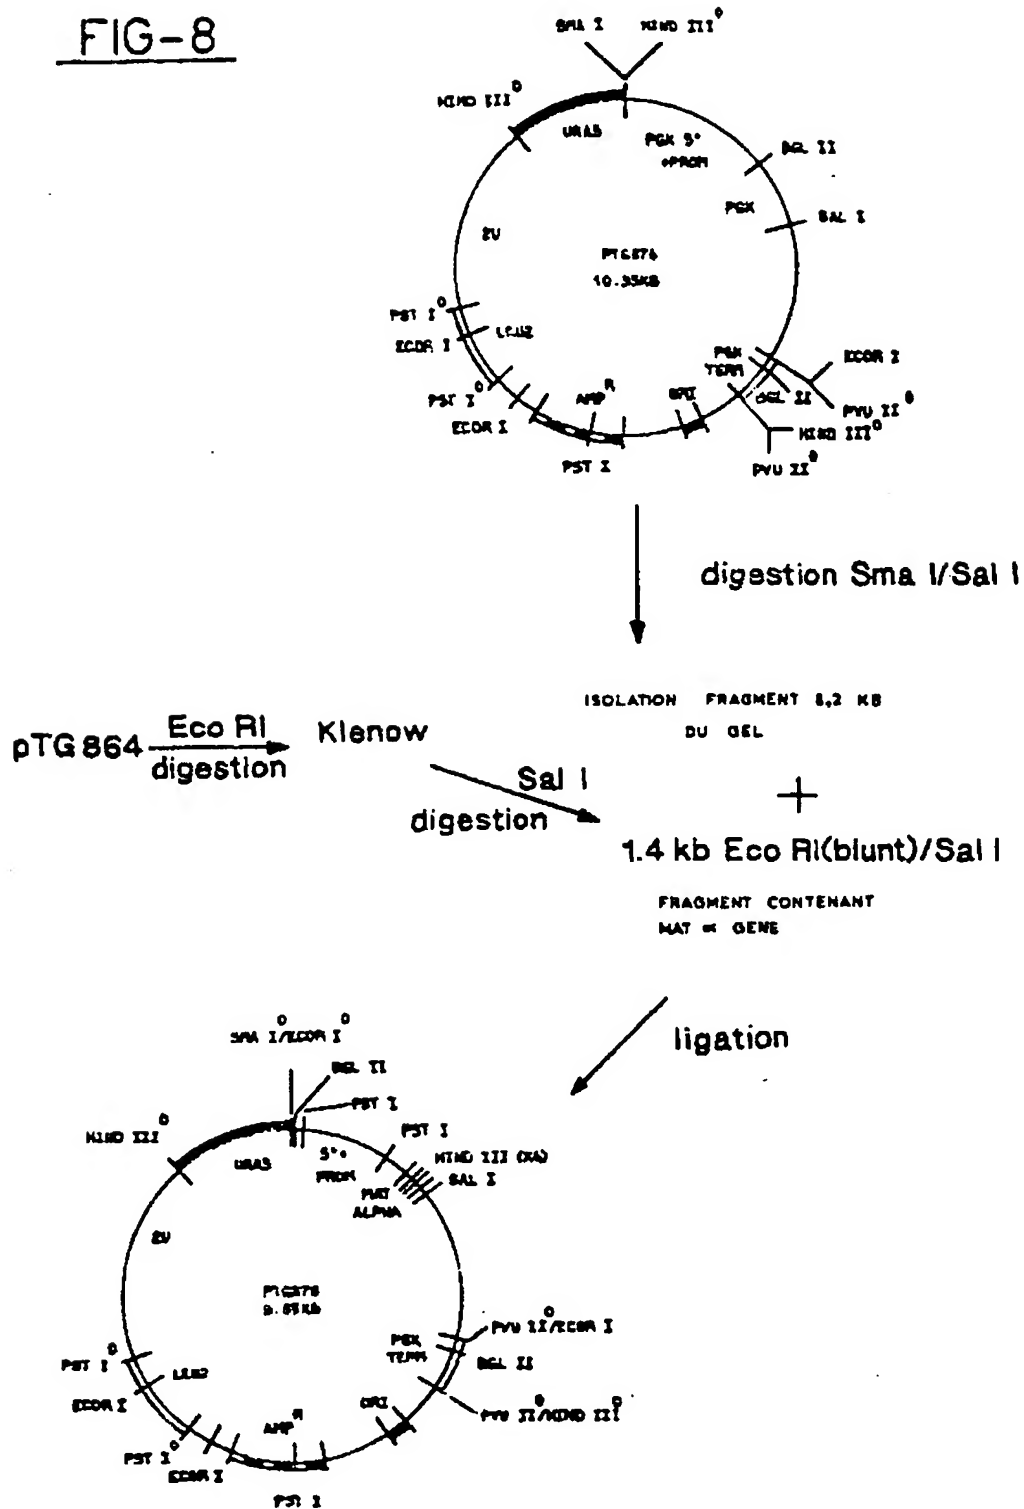 FIG-8
SMA I
HIND III°
HIND III°
URA3
PGK 5'
+PROM
BGL II
PGK
SAL I
2U
10.35KB
PST I°
ECOR I
LEU2
PGK
TERM
ECOR I
BGL II
PVU II°
HIND III°
PVU II°
PST I°
ECOR I
AMP R
ORI
PST I
digestion Sma I/Sal I
ISOLATION FRAGMENT 8,2 KB
DU GEL
pTG864
Eco RI
digestion
Klenow
Sal I
digestion
+
1.4 kb Eco RI(blunt)/Sal I
FRAGMENT CONTENANT
MAT ∝ GENE
ligation
SMA I°/ECOR I°
BGL II
PST I
PST I
HIND III (X4)
SAL I
HIND III°
URA3
5'+
PROM
MAT
ALPHA
2U
PVU II°/ECOR I
PGK
TERM
BGL II
PVU II°/HIND III°
PST I°
LEU2
ECOR I
PST I°
ECOR I
AMP R
ORI
PST I